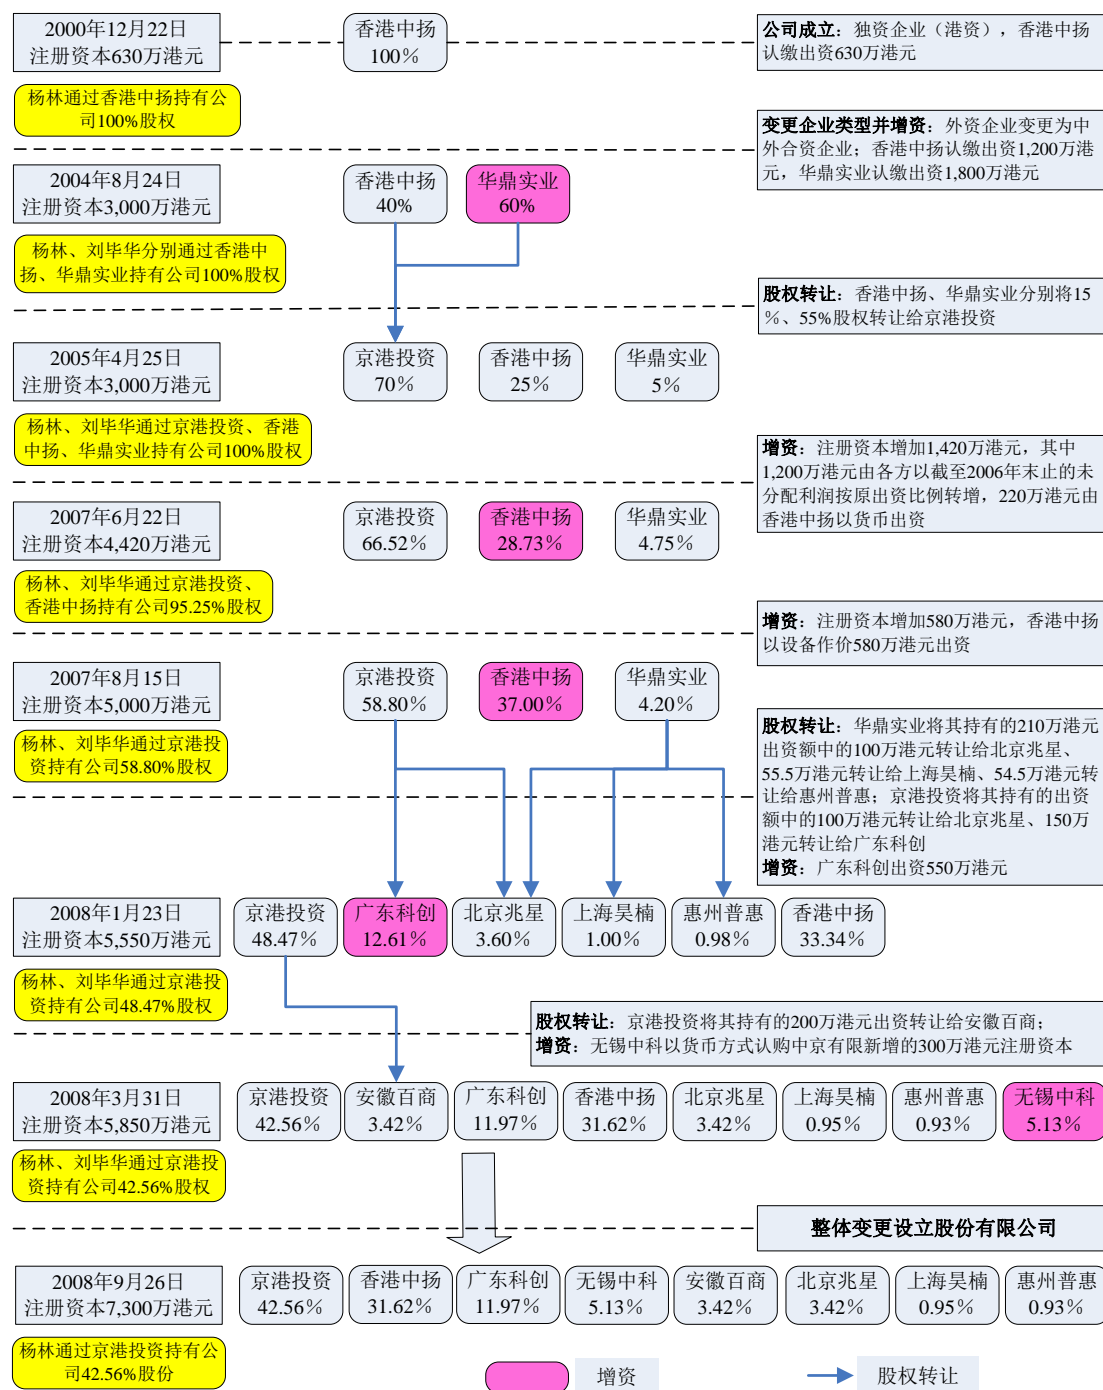 2000年12月22日
注册资本630万港元
香港中扬
100%
公司成立：独资企业（港资），香港中扬
认缴出资630万港元
杨林通过香港中扬持有公
司100%股权
变更企业类型并增资：外资企业变更为中
外合资企业；香港中扬认缴出资1,200万港
元，华鼎实业认缴出资1,800万港元
2004年8月24日
注册资本3,000万港元
香港中扬
40%
华鼎实业
60%
杨林、刘毕华分别通过香港中
扬、华鼎实业持有公司100%股权
股权转让：香港中扬、华鼎实业分别将15
％、55%股权转让给京港投资
2005年4月25日
注册资本3,000万港元
京港投资
70％
香港中扬
25％
华鼎实业
5％
杨林、刘毕华通过京港投资、香港
中扬、华鼎实业持有公司100%股权
增资：注册资本增加1,420万港元，其中
1,200万港元由各方以截至2006年末止的未
分配利润按原出资比例转增，220万港元由
香港中扬以货币出资
2007年6月22日
注册资本4,420万港元
京港投资
66.52％
香港中扬
28.73％
华鼎实业
4.75％
杨林、刘毕华通过京港投资、
香港中扬持有公司95.25%股权
增资：注册资本增加580万港元，香港中扬
以设备作价580万港元出资
2007年8月15日
注册资本5,000万港元
京港投资
58.80％
香港中扬
37.00％
华鼎实业
4.20％
杨林、刘毕华通过京港投
资持有公司58.80%股权
股权转让：华鼎实业将其持有的210万港元
出资额中的100万港元转让给北京兆星、
55.5万港元转让给上海昊楠、54.5万港元转
让给惠州普惠；京港投资将其持有的出资
额中的100万港元转让给北京兆星、150万
港元转让给广东科创
增资：广东科创出资550万港元
2008年1月23日
注册资本5,550万港元
京港投资
48.47％
广东科创
12.61％
北京兆星
3.60％
上海昊楠
1.00％
惠州普惠
0.98％
香港中扬
33.34％
杨林、刘毕华通过京港投
资持有公司48.47%股权
股权转让：京港投资将其持有的200万港元出资转让给安徽百商；
增资：无锡中科以货币方式认购中京有限新增的300万港元注册资本
2008年3月31日
注册资本5,850万港元
京港投资
42.56％
安徽百商
3.42％
广东科创
11.97％
香港中扬
31.62％
北京兆星
3.42％
上海昊楠
0.95％
惠州普惠
0.93％
无锡中科
5.13％
杨林、刘毕华通过京港投
资持有公司42.56%股权
整体变更设立股份有限公司
2008年9月26日
注册资本7,300万港元
京港投资
42.56％
香港中扬
31.62％
广东科创
11.97％
无锡中科
5.13％
安徽百商
3.42％
北京兆星
3.42％
上海昊楠
0.95％
惠州普惠
0.93％
杨林通过京港投资持有公
司42.56%股份
增资
股权转让